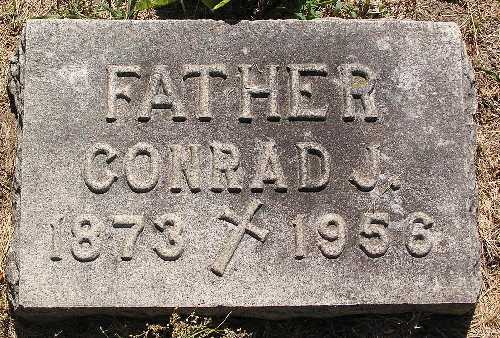 FATHER
CONRAD J.
1873 1956